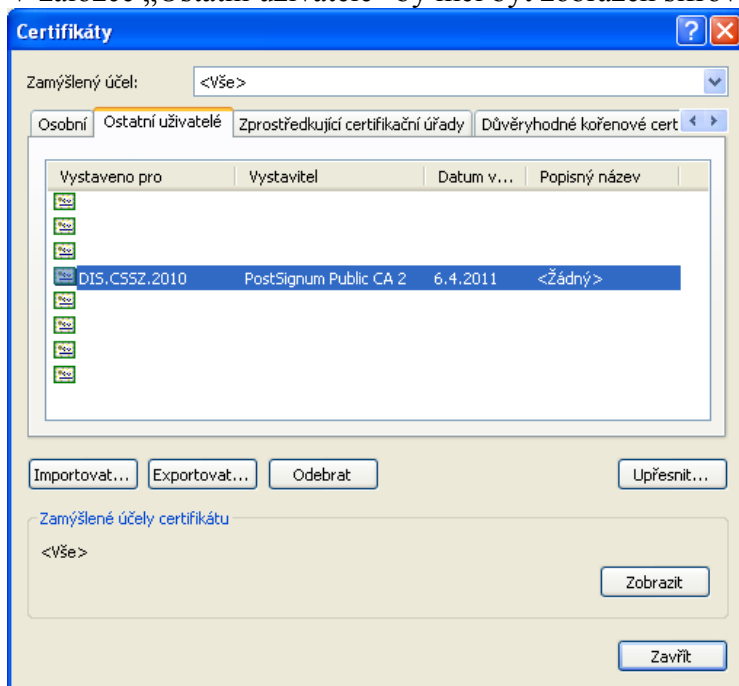 Certifikáty
Zamýšlený účel: <Vše>
Osobní Ostatní uživatelé Zprostředkující certifikační úřady Důvěryhodné kořenové cert
Vystaveno pro Vystavitel Datum v... Popisný název
DIS.CSSZ.2010 PostSignum Public CA 2 6.4.2011 <Žádný>
Importovat... Exportovat... Odebrat Upřesnit...
Zamýšlené účely certifikátu
<Vše>
Zobrazit
Zavřít